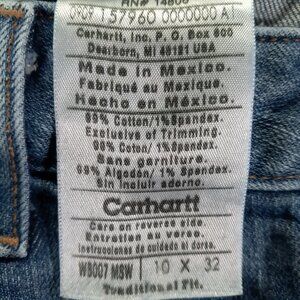 RN# 14806
0909 157960 0000000 A
Carhartt, Inc. P.O. Box 600
Dearborn, MI 48121 USA
Made in Mexico.
Fabriqué au Mexique.
Hecho en México.
99% Cotton/1% Spandex
Exclusive of Trimming.
99% Coton/ 1% Spandex.
Sans garniture.
99% Algodón/ 1% Spandex.
Sin incluir adorno.
Carhartt
Care on reverse side
Entretien au verso.
Instrucciones de cuidado al dorso.
WB007 MSW 10 X 32
Traditional Fit.